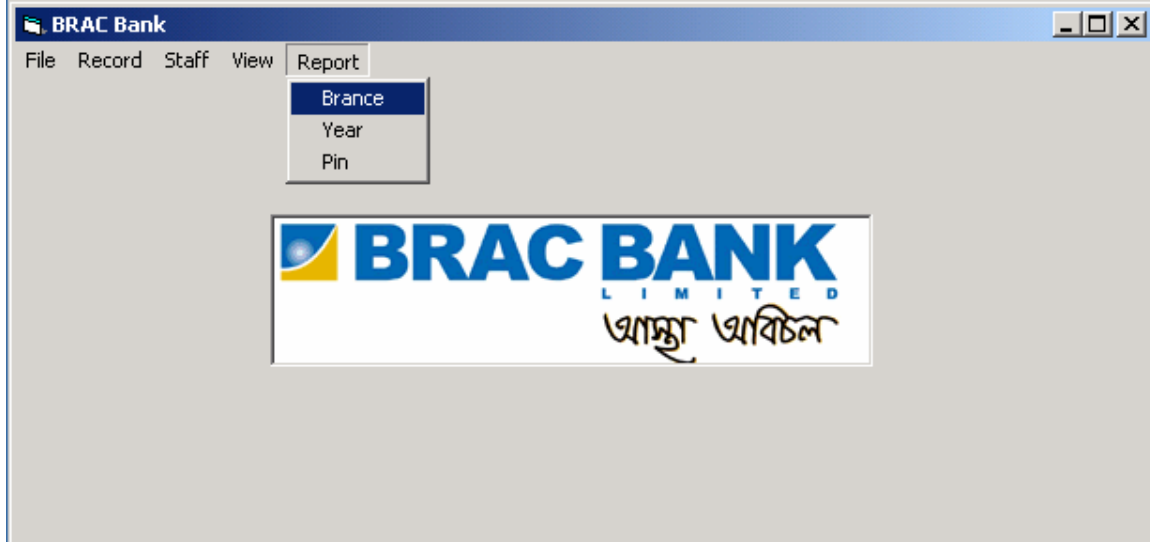 BRAC Bank
File Record Staff View Report
Brance
Year
Pin
BRAC BANK
LIMITED
আস্থা অবিচল